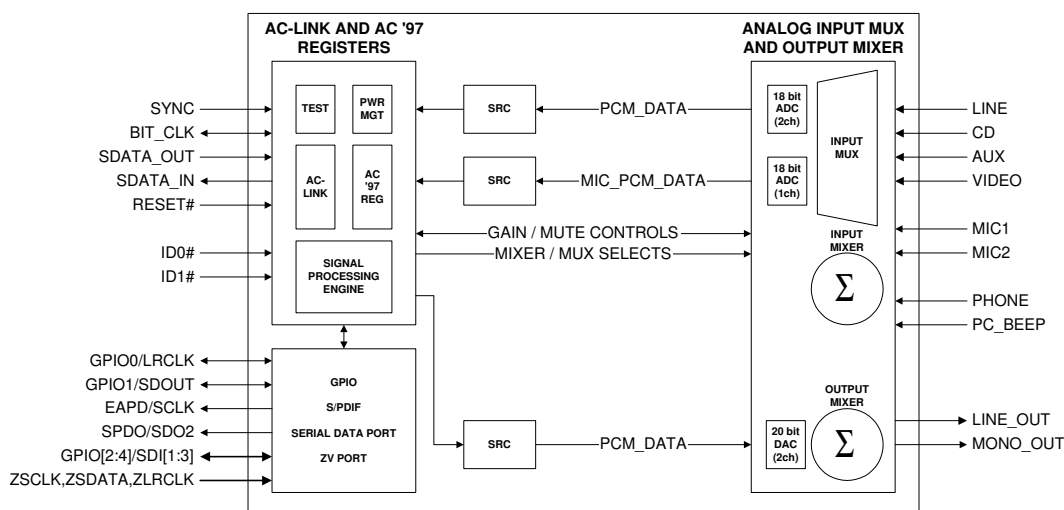 AC-LINK AND AC '97
REGISTERS
ANALOG INPUT MUX
AND OUTPUT MIXER
SYNC
BIT_CLK
SDATA_OUT
SDATA_IN
RESET#
ID0#
ID1#
TEST
PWR
MGT
AC-
LINK
AC
'97
REG
SIGNAL
PROCESSING
ENGINE
SRC
PCM_DATA
SRC
MIC_PCM_DATA
GAIN / MUTE CONTROLS
MIXER / MUX SELECTS
18 bit
ADC
(2ch)
18 bit
ADC
(1ch)
INPUT
MUX
INPUT
MIXER
Σ
LINE
CD
AUX
VIDEO
MIC1
MIC2
PHONE
PC_BEEP
GPIO0/LRCLK
GPIO1/SDOUT
EAPD/SCLK
SPDO/SDO2
GPIO[2:4]/SDI[1:3]
ZSCLK,ZSDATA,ZLRCLK
GPIO
S/PDIF
SERIAL DATA PORT
ZV PORT
SRC
PCM_DATA
20 bit
DAC
(2ch)
OUTPUT
MIXER
Σ
LINE_OUT
MONO_OUT